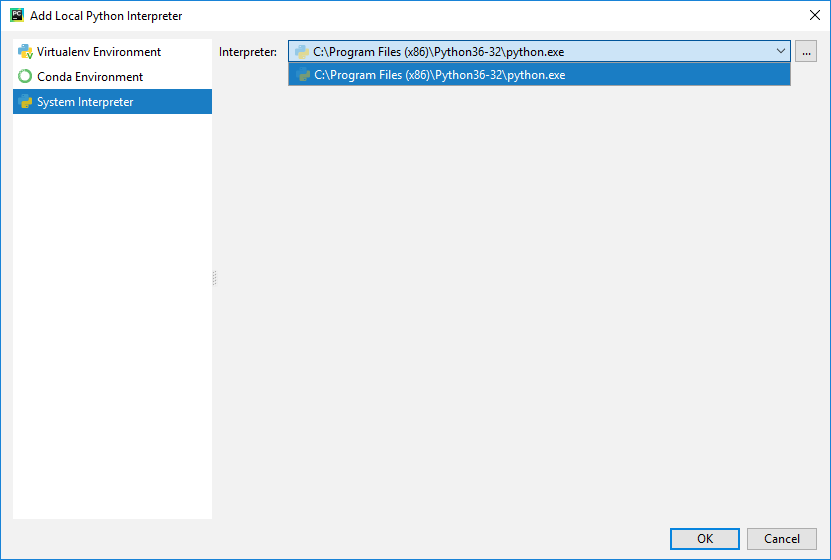 PC
Add Local Python Interpreter
Virtualenv Environment
Conda Environment
System Interpreter
Interpreter: C:\Program Files (x86)\Python36-32\python.exe ...
C:\Program Files (x86)\Python36-32\python.exe
OK Cancel